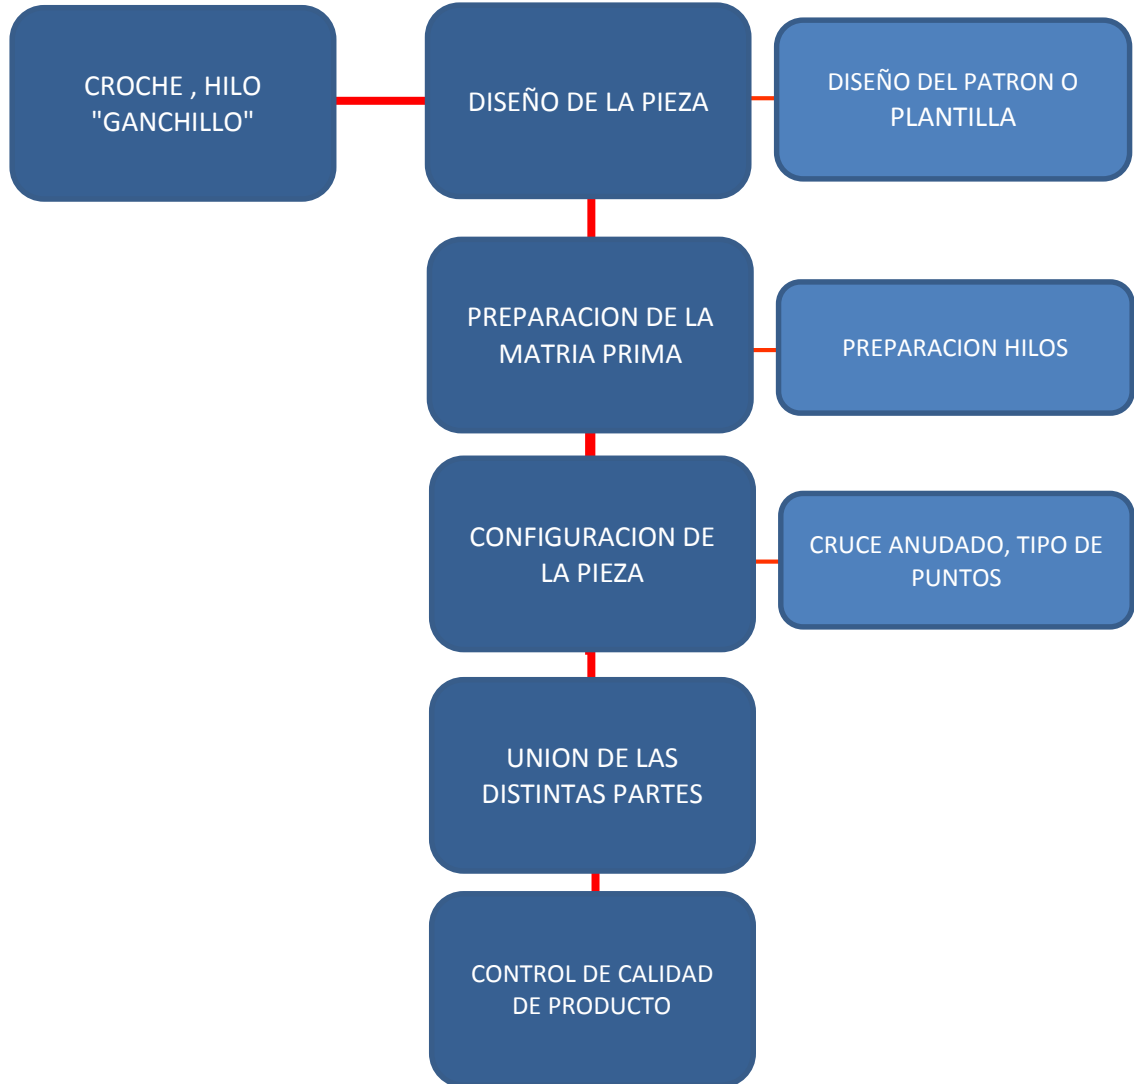 CROCHE , HILO
"GANCHILLO"
DISEÑO DE LA PIEZA
DISEÑO DEL PATRON O
PLANTILLA
PREPARACION DE LA
MATRIA PRIMA
PREPARACION HILOS
CONFIGURACION DE
LA PIEZA
CRUCE ANUDADO, TIPO DE
PUNTOS
UNION DE LAS
DISTINTAS PARTES
CONTROL DE CALIDAD
DE PRODUCTO